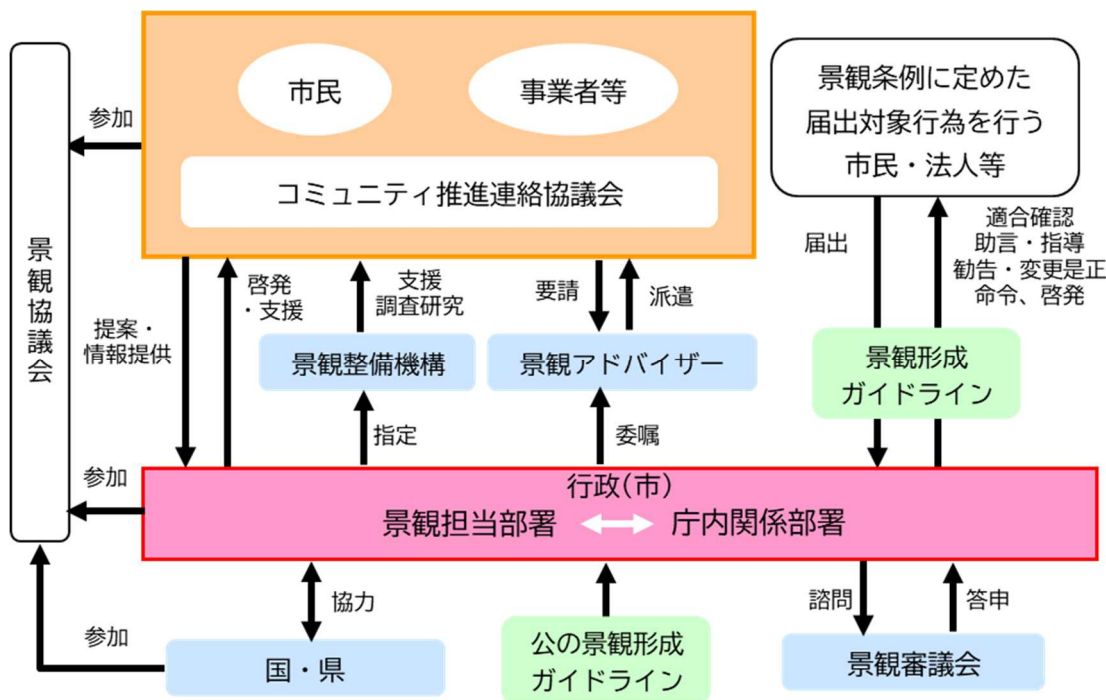 市民
事業者等
コミュニティ推進連絡協議会
景観条例に定めた
届出対象行為を行う
市民・法人等
参加
景観協議会
提案・
情報提供
啓発
・支援
支援
調査研究
要請
派遣
届出
適合確認
助言・指導
勧告・変更是正
命令、啓発
景観整備機構
景観アドバイザー
景観形成
ガイドライン
指定
委嘱
参加
行政(市)
景観担当部署
庁内関係部署
参加
協力
諮問
答申
国・県
公の景観形成
ガイドライン
景観審議会